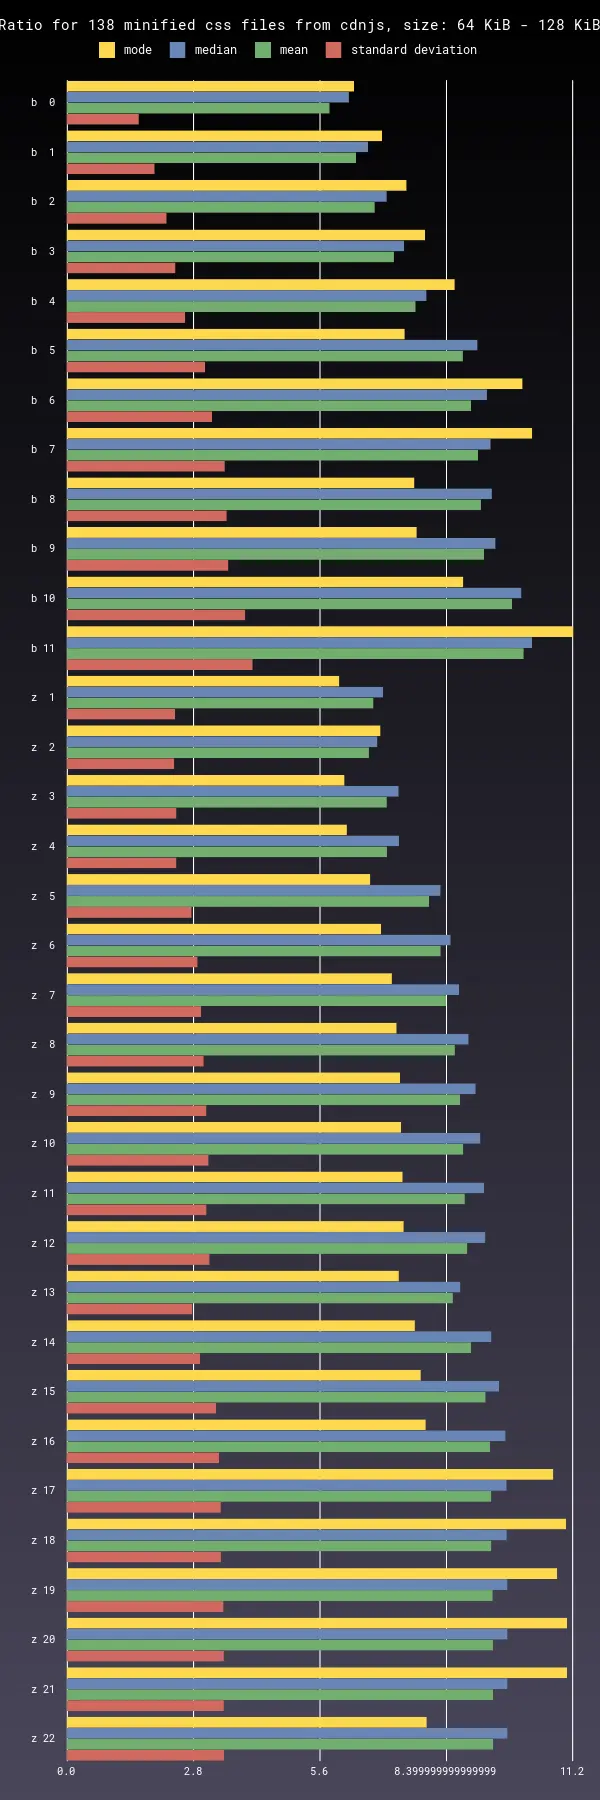 Ratio for 138 minified css files from cdnjs, size: 64 KiB - 128 KiB
mode median mean standard deviation
b 0
b 1
b 2
b 3
b 4
b 5
b 6
b 7
b 8
b 9
b 10
b 11
z 1
z 2
z 3
z 4
z 5
z 6
z 7
z 8
z 9
z 10
z 11
z 12
z 13
z 14
z 15
z 16
z 17
z 18
z 19
z 20
z 21
z 22
0.0 2.8 5.6 8.399999999999999 11.2